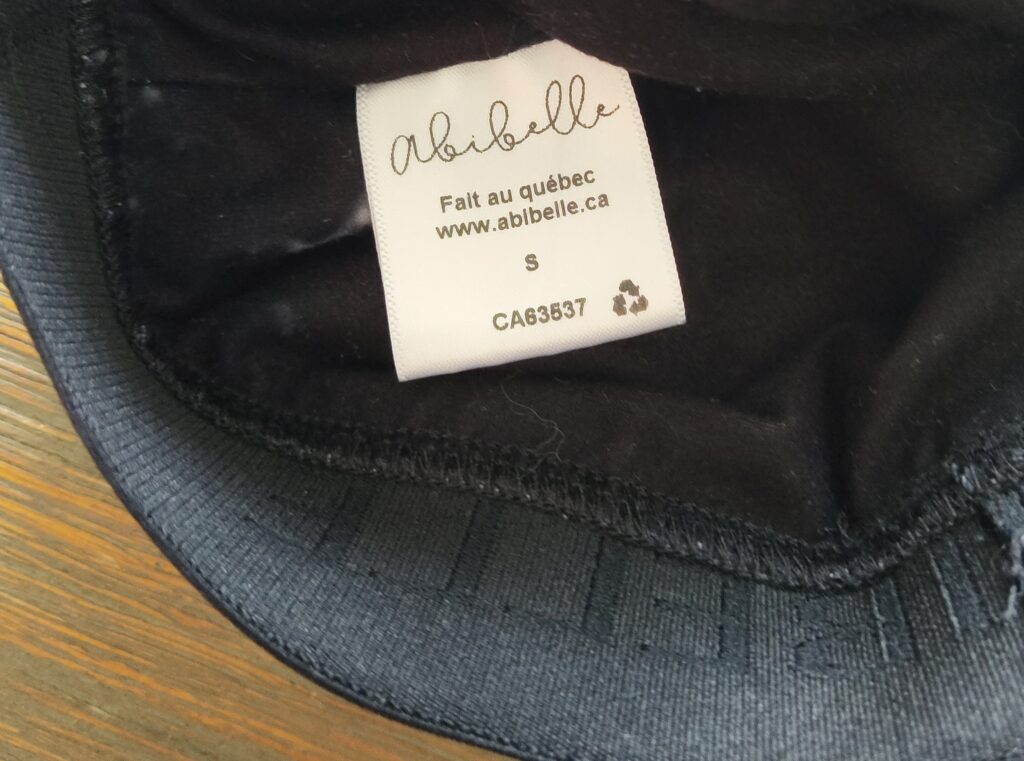 abibelle
Fait au québec
www.abibelle.ca
S
CA63537